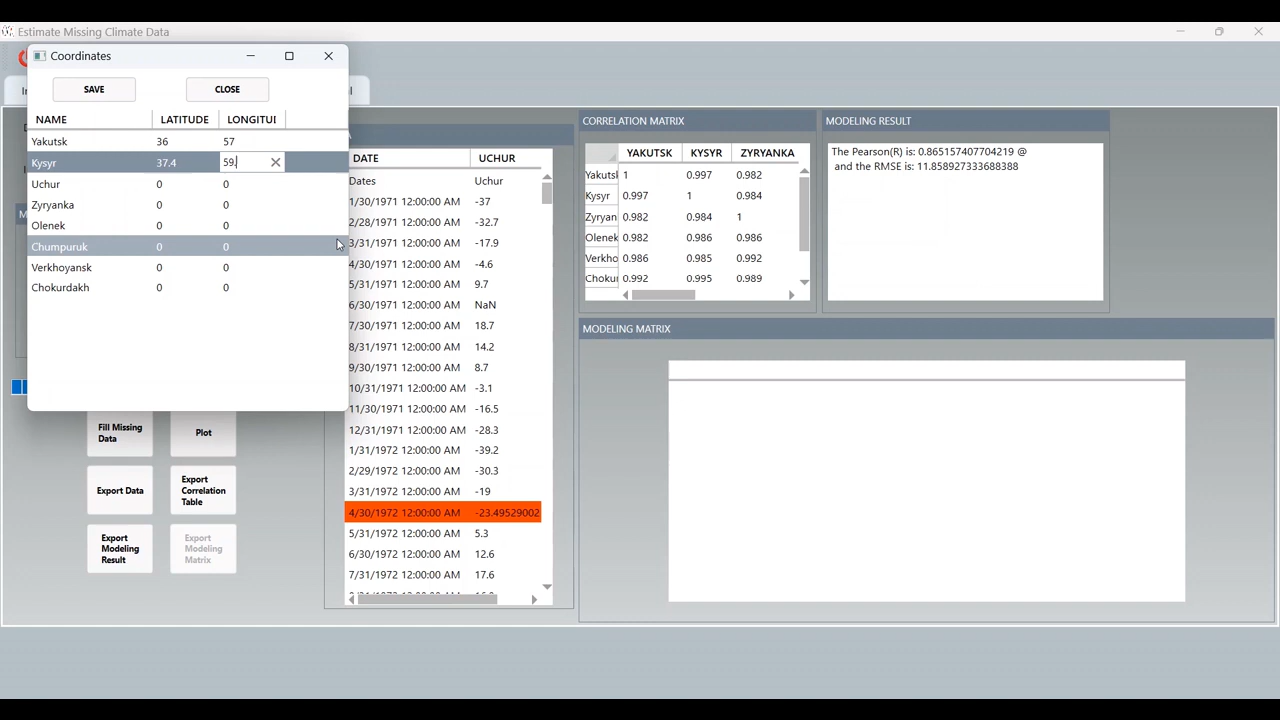 Estimate Missing Climate Data
Coordinates
SAVE
CLOSE
NAME LATITUDE LONGITUI
Yakutsk 36 57
Kysyr 37.4 59.
Uchur 0 0
Zyryanka 0 0
Olenek 0 0
Chumpuruk 0 0
Verkhoyansk 0 0
Chokurdakh 0 0
Fill Missing
Data
Plot
Export Data
Export
Correlation
Table
Export
Modeling
Result
Export
Modeling
Matrix
DATE UCHUR
Dates Uchur
1/30/1971 12:00:00 AM -37
2/28/1971 12:00:00 AM -32.7
3/31/1971 12:00:00 AM -17.9
4/30/1971 12:00:00 AM -4.6
5/31/1971 12:00:00 AM 9.7
6/30/1971 12:00:00 AM NaN
7/30/1971 12:00:00 AM 18.7
8/31/1971 12:00:00 AM 14.2
9/30/1971 12:00:00 AM 8.7
10/31/1971 12:00:00 AM -3.1
11/30/1971 12:00:00 AM -16.5
12/31/1971 12:00:00 AM -28.3
1/31/1972 12:00:00 AM -39.2
2/29/1972 12:00:00 AM -30.3
3/31/1972 12:00:00 AM -19
4/30/1972 12:00:00 AM -23.49529002
5/31/1972 12:00:00 AM 5.3
6/30/1972 12:00:00 AM 12.6
7/31/1972 12:00:00 AM 17.6
CORRELATION MATRIX
YAKUTSK KYSYR ZYRYANKA
Yakuts 1 0.997 0.982
Kysyr 0.997 1 0.984
Zyryan 0.982 0.984 1
Olenek 0.982 0.986 0.986
Verkho 0.986 0.985 0.992
Chokur 0.992 0.995 0.989
MODELING RESULT
The Pearson(R) is: 0.865157407704219 @
and the RMSE is: 11.858927333688388
MODELING MATRIX